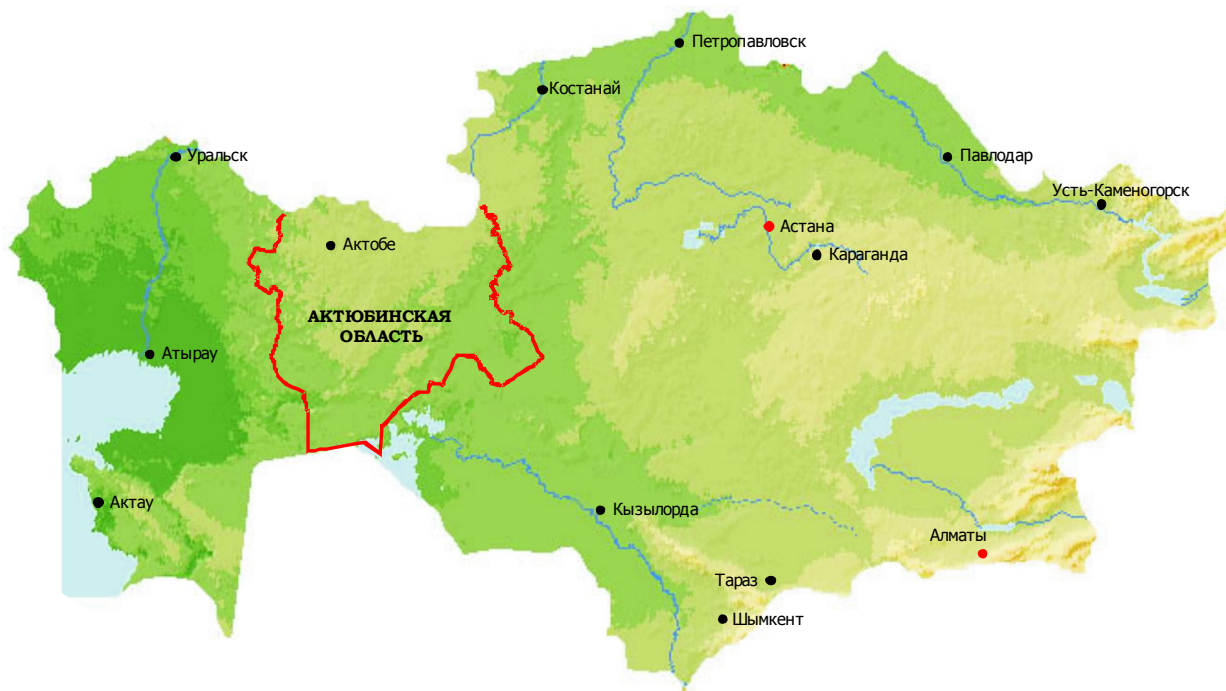 Петропавловск
Костанай
Уральск
Павлодар
Усть-Каменогорск
Астана
Актобе
Караганда
АКТЮБИНСКАЯ
ОБЛАСТЬ
Атырау
Актау
Кызылорда
Алматы
Тараз
Шымкент